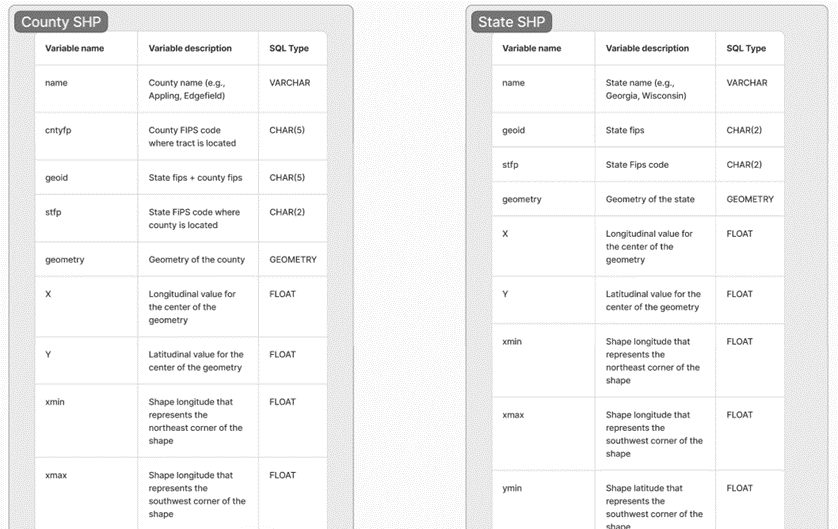 County SHP
Variable name Variable description SQL Type
name County name (e.g., VARCHAR
Appling, Edgefield)
cntyfp County FIPS code CHAR(5)
where tract is located
geoid State fips + county fips CHAR(5)
stfp State FiPS code where CHAR(2)
county is located
geometry Geometry of the county GEOMETRY
X Longitudinal value for FLOAT
the center of the
geometry
Y Latitudinal value for the FLOAT
center of the geometry
xmin Shape longitude that FLOAT
represents the
northeast corner of the
shape
xmax Shape longitude that FLOAT
represents the
southwest corner of the
shape
State SHP
Variable name Variable description SQL Type
name State name (e.g., VARCHAR
Georgia, Wisconsin)
geoid State fips CHAR(2)
stfp State Fips code CHAR(2)
geometry Geometry of the state GEOMETRY
X Longitudinal value for FLOAT
the center of the
geometry
Y Latitudinal value for the FLOAT
center of the geometry
xmin Shape longitude that FLOAT
represents the
northeast corner of the
shape
xmax Shape longitude that FLOAT
represents the
southwest corner of the
shape
ymin Shape latitude that FLOAT
represents the
southwest corner of the
shape